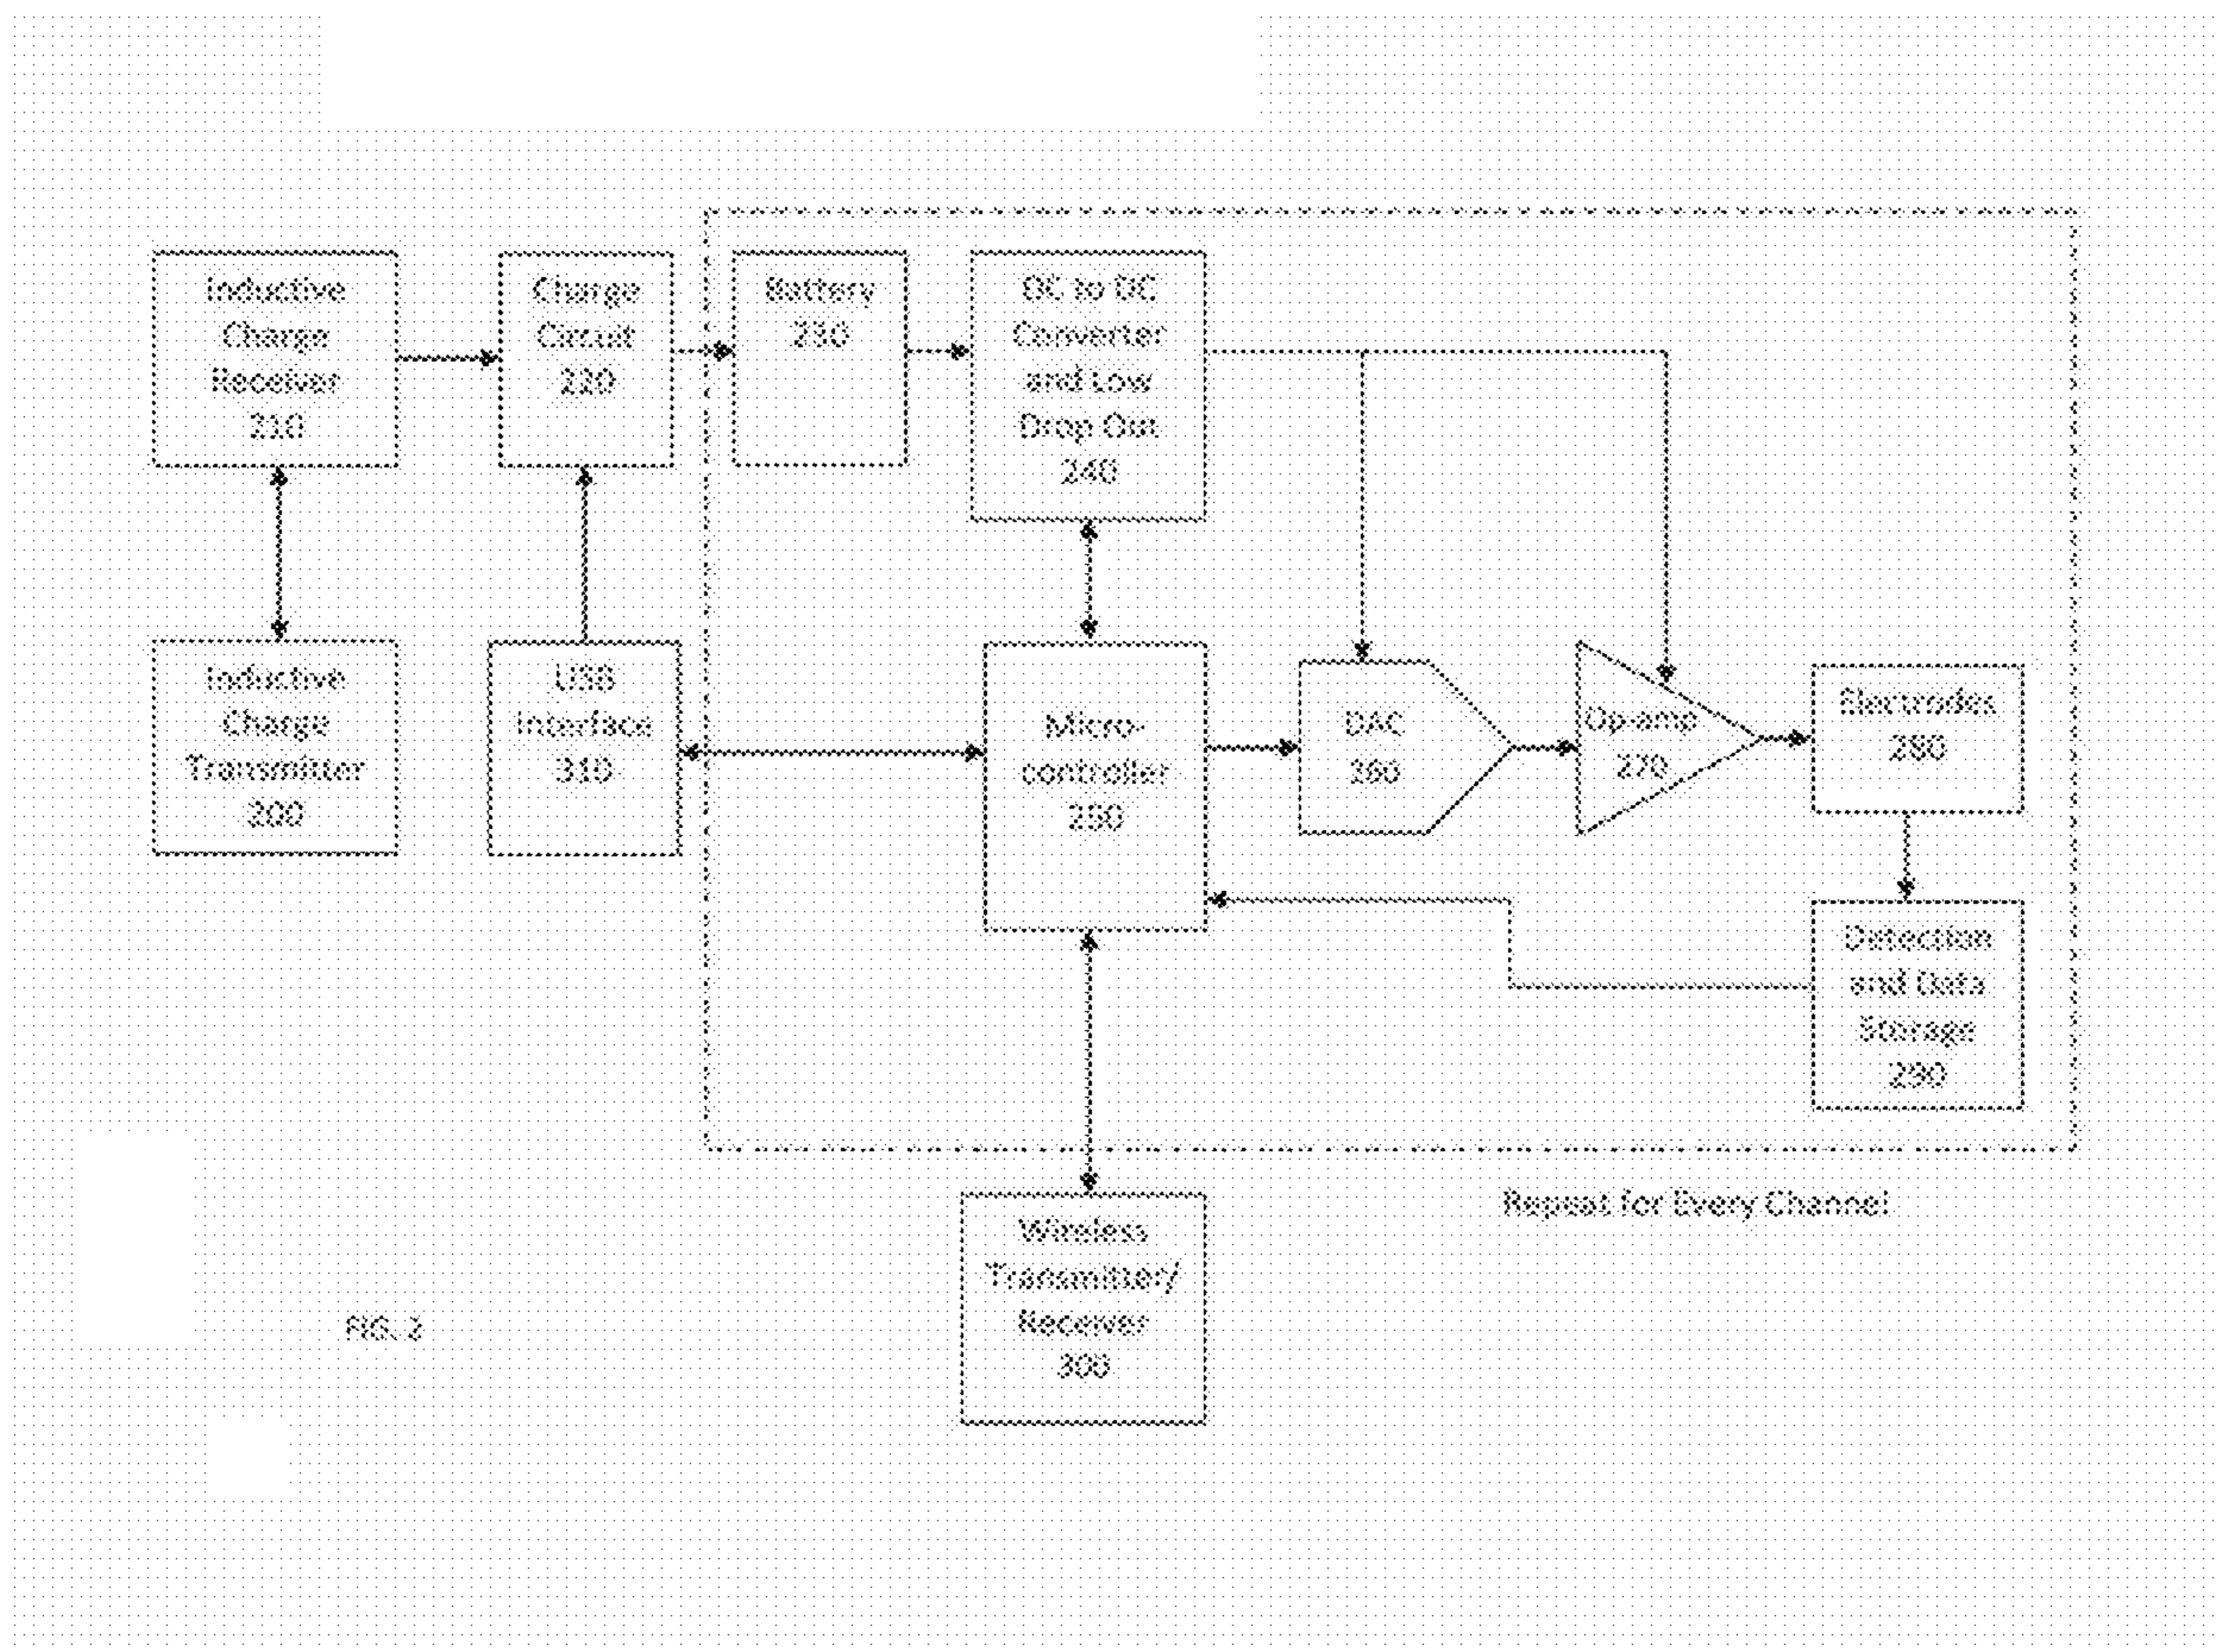 Inductive
Charge
Receiver
210
Charge
Circuit
220
Battery
230
DC to DC
Converter
and Low
Drop Out
240
Inductive
Charge
Transmitter
200
USB
Interface
310
Micro-
controller
250
DAC
260
Op-amp
270
Electrodes
280
Detection
and Data
Storage
290
Repeat for Every Channel
Wireless
Transmitter/
Receiver
300
FIG. 2